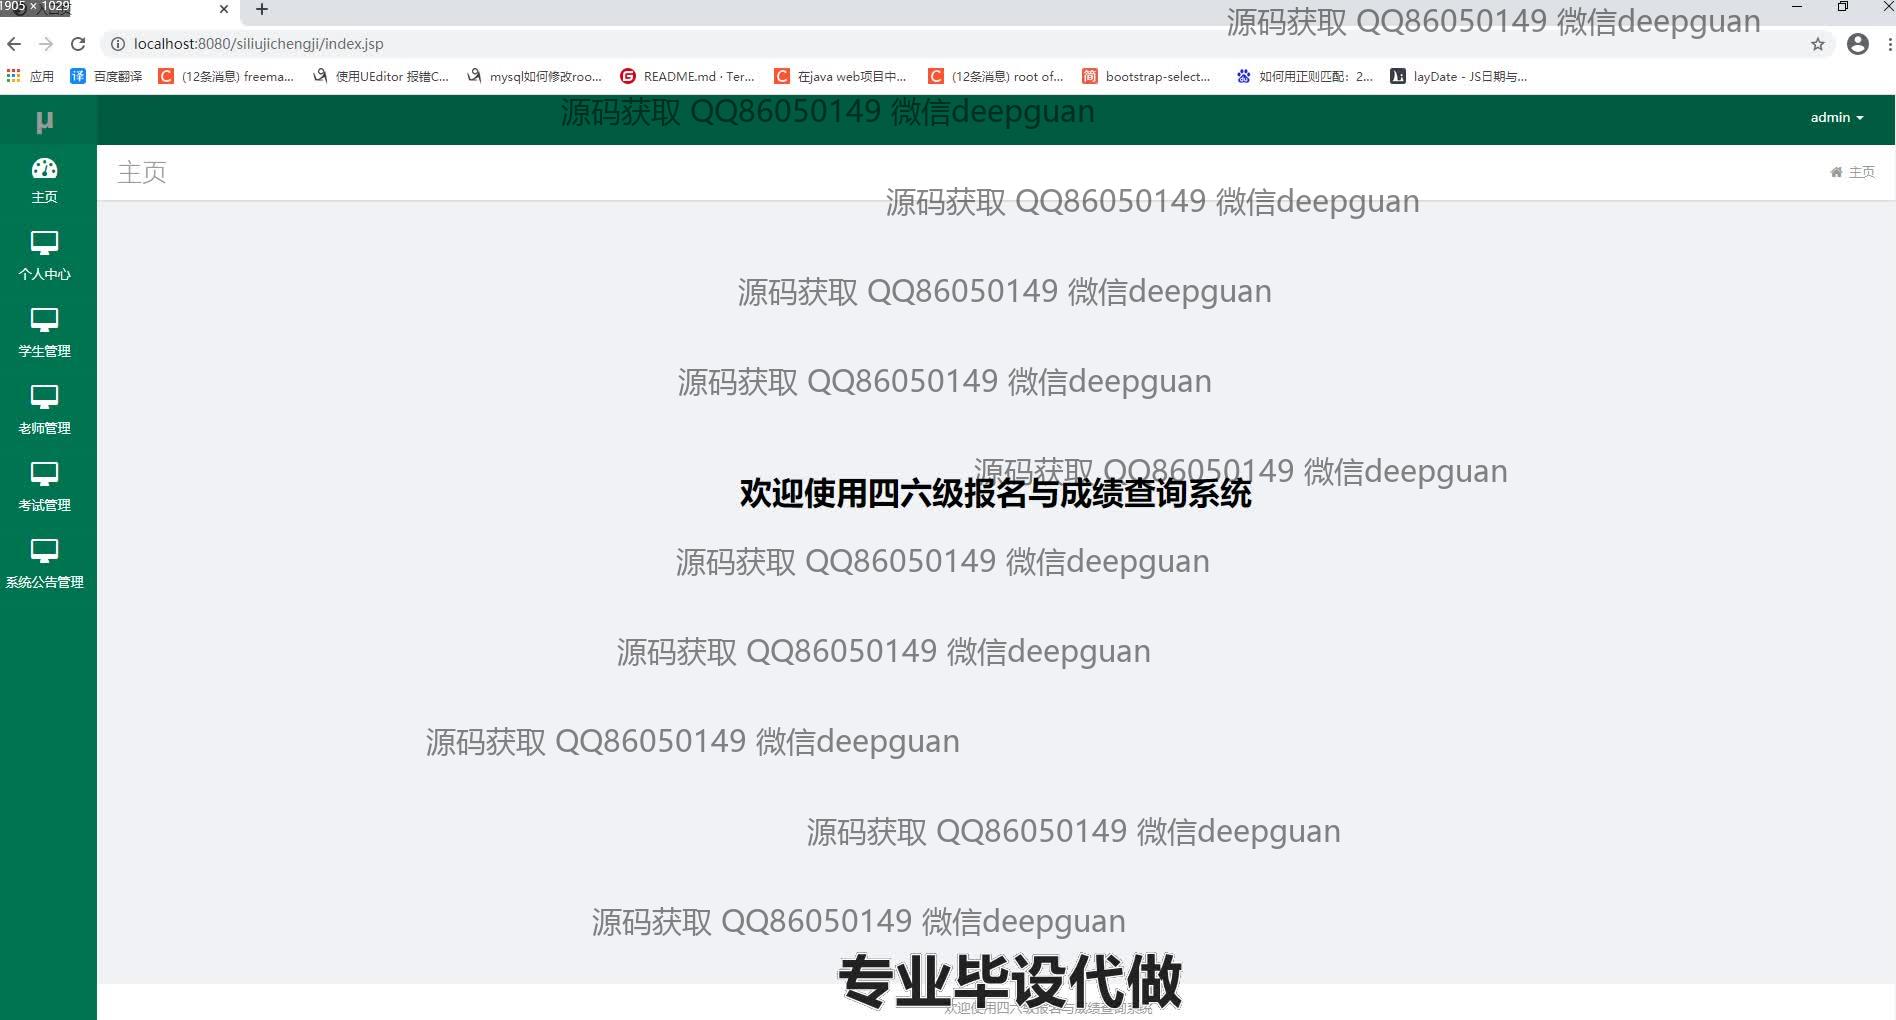 1905 × 1029
源码获取 QQ86050149 微信deepguan
localhost:8080/siliujichengji/index.jsp
应用 百度翻译 (12条消息) freema... 使用UEditor 报错C... mysql如何修改roo... README.md · Ter... 在java web项目中... (12条消息) root of... bootstrap-select... 如何用正则匹配：2... layDate - JS日期与...
源码获取 QQ86050149 微信deepguan
μ
admin
主页
主页
主页
源码获取 QQ86050149 微信deepguan
个人中心
源码获取 QQ86050149 微信deepguan
学生管理
源码获取 QQ86050149 微信deepguan
老师管理
源码获取 QQ86050149 微信deepguan
欢迎使用四六级报名与成绩查询系统
考试管理
源码获取 QQ86050149 微信deepguan
系统公告管理
源码获取 QQ86050149 微信deepguan
源码获取 QQ86050149 微信deepguan
源码获取 QQ86050149 微信deepguan
源码获取 QQ86050149 微信deepguan
专业毕设代做
欢迎使用四六级报名与成绩查询系统